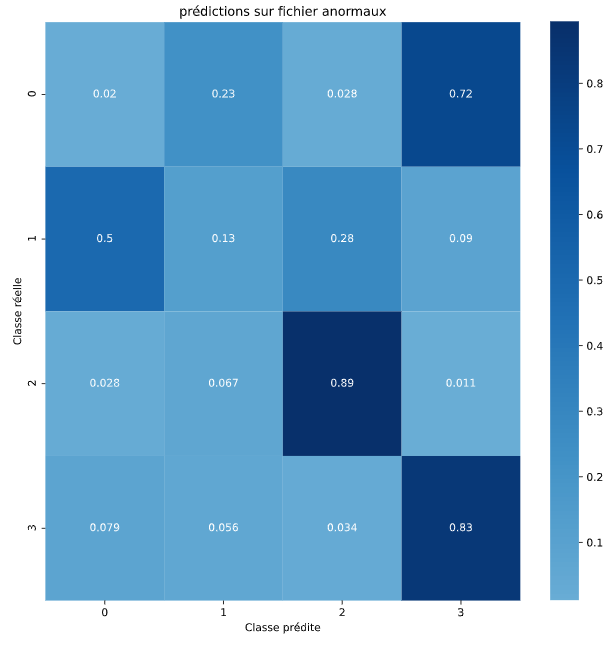 prédictions sur fichier anormaux
0 0.02 0.23 0.028 0.72
1 0.5 0.13 0.28 0.09
2 0.028 0.067 0.89 0.011
3 0.079 0.056 0.034 0.83
Classe réelle
0 1 2 3
Classe prédite
0.8
0.7
0.6
0.5
0.4
0.3
0.2
0.1